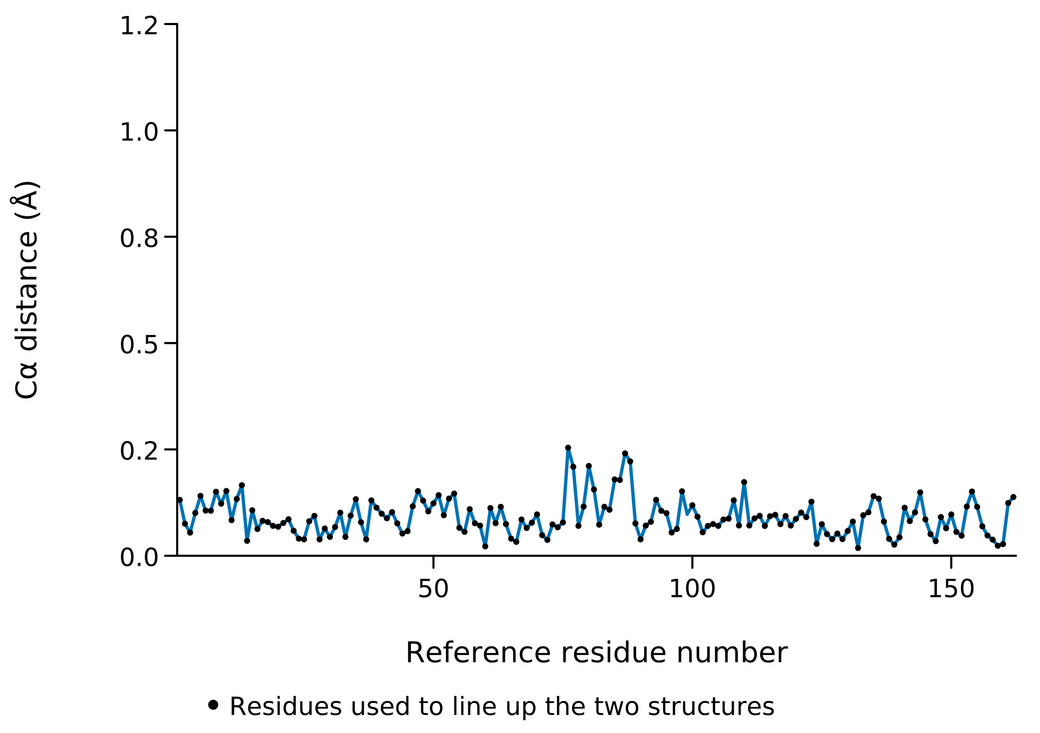 1.2
1.0
0.8
0.5
0.2
0.0
Cα distance (Å)
50 100 150
Reference residue number
Residues used to line up the two structures